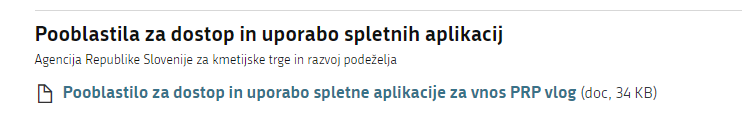 Pooblastila za dostop in uporabo spletnih aplikacij
Agencija Republike Slovenije za kmetijske trge in razvoj podeželja
Pooblastilo za dostop in uporabo spletne aplikacije za vnos PRP vlog (doc, 34 KB)